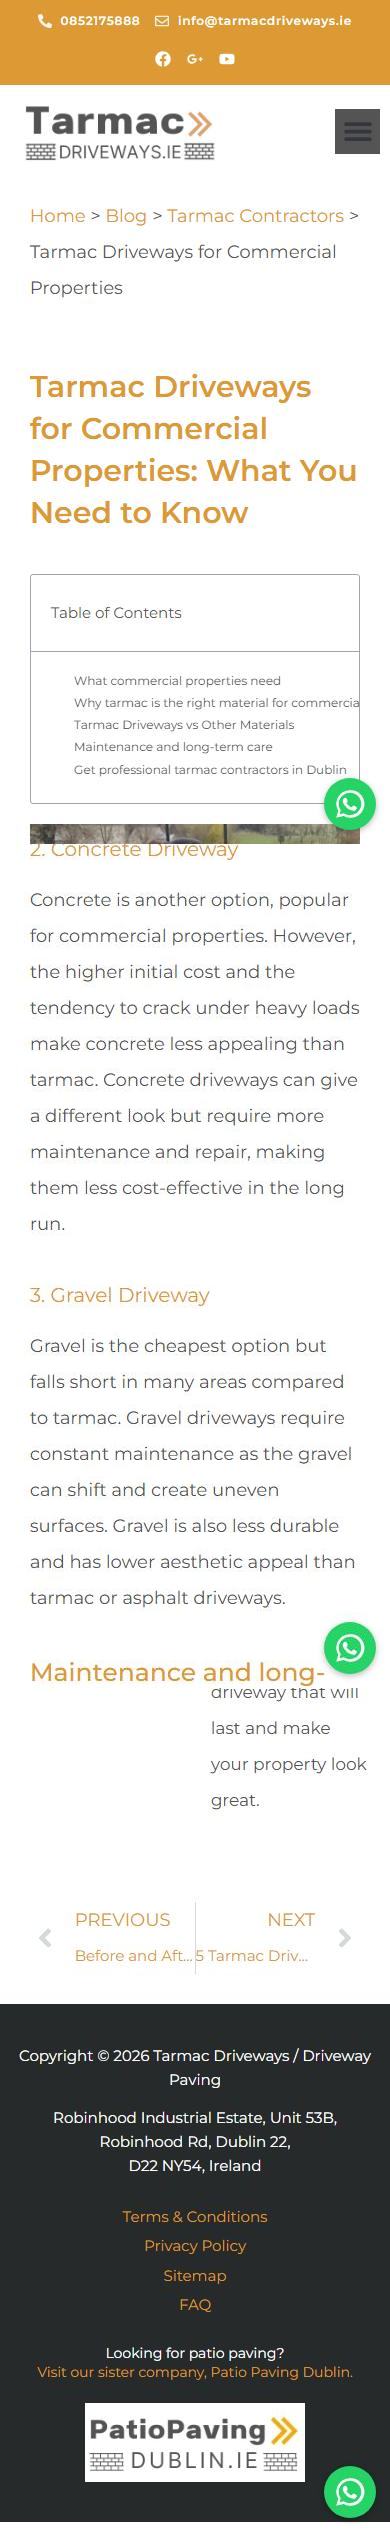 0852175888 info@tarmacdriveways.ie
Tarmac
DRIVEWAYS.IE
Home > Blog > Tarmac Contractors >
Tarmac Driveways for Commercial
Properties
Tarmac Driveways
for Commercial
Properties: What You
Need to Know
Table of Contents
What commercial properties need
Why tarmac is the right material for commercia
Tarmac Driveways vs Other Materials
Maintenance and long-term care
Get professional tarmac contractors in Dublin
2. Concrete Driveway
Concrete is another option, popular
for commercial properties. However,
the higher initial cost and the
tendency to crack under heavy loads
make concrete less appealing than
tarmac. Concrete driveways can give
a different look but require more
maintenance and repair, making
them less cost-effective in the long
run.
3. Gravel Driveway
Gravel is the cheapest option but
falls short in many areas compared
to tarmac. Gravel driveways require
constant maintenance as the gravel
can shift and create uneven
surfaces. Gravel is also less durable
and has lower aesthetic appeal than
tarmac or asphalt driveways.
Maintenance and long-
driveway that will
last and make
your property look
great.
PREVIOUS
Before and Aft...
NEXT
5 Tarmac Driv...
Copyright © 2026 Tarmac Driveways / Driveway
Paving
Robinhood Industrial Estate, Unit 53B,
Robinhood Rd, Dublin 22,
D22 NY54, Ireland
Terms & Conditions
Privacy Policy
Sitemap
FAQ
Looking for patio paving?
Visit our sister company, Patio Paving Dublin.
PatioPaving
DUBLIN.IE